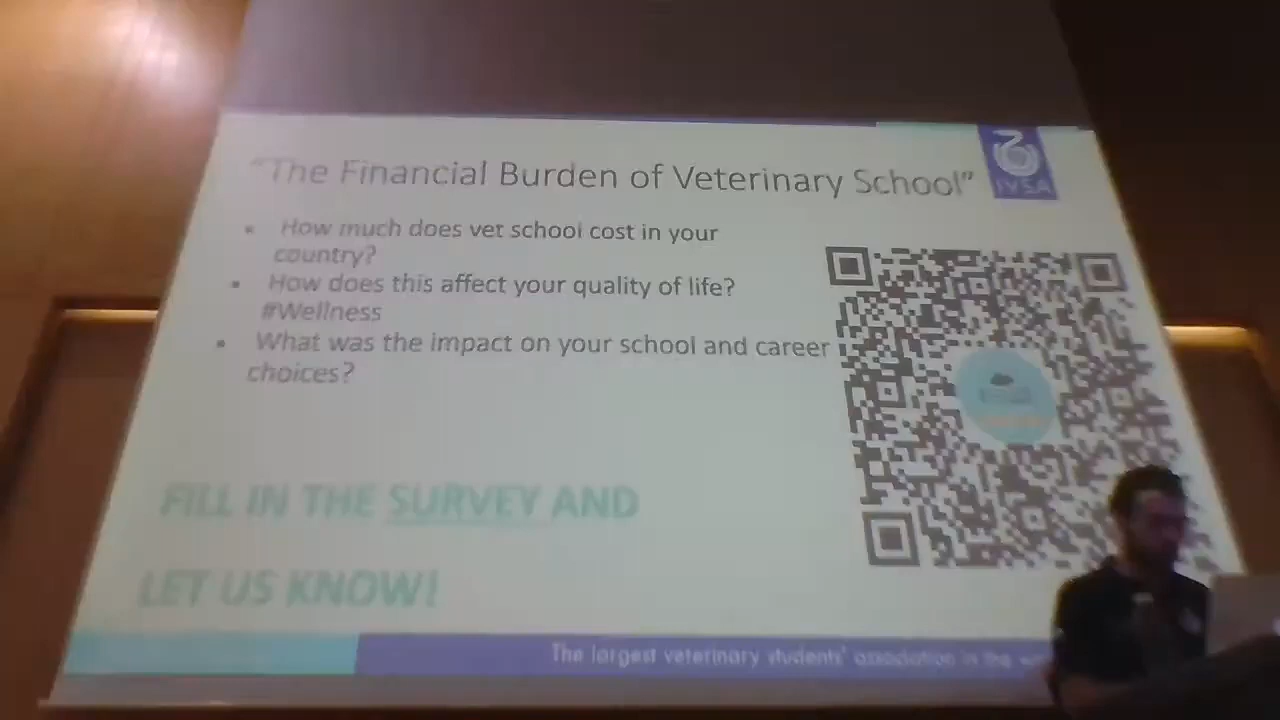 "The Financial Burden of Veterinary School"
IVSA
How much does vet school cost in your
country?
How does this affect your quality of life?
#Wellness
What was the impact on your school and career
choices?
FILL IN THE SURVEY AND
LET US KNOW!
The largest veterinary students' association in the